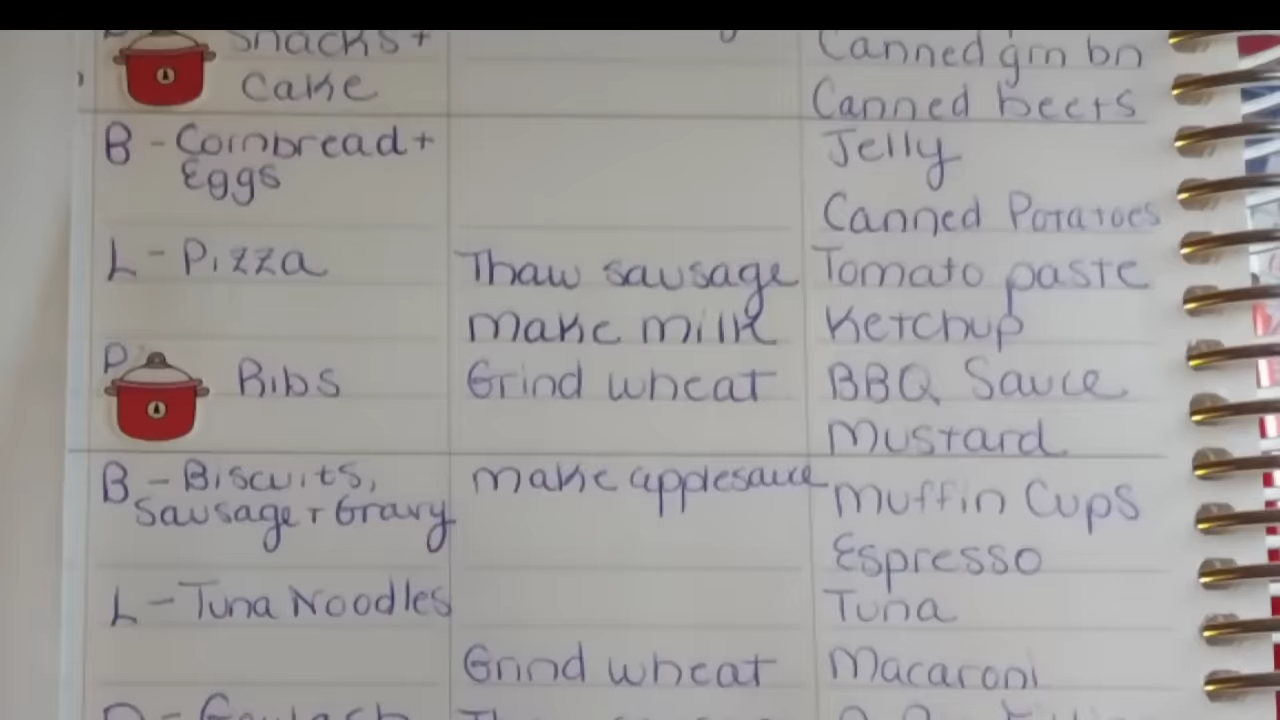 Snacks +
Cake
Canned grn bn
Canned beets
B - Cornbread +
Eggs
Jelly
Canned Potatoes
L - Pizza
Thaw sausage
Tomato paste
make milk
Ketchup
D
Ribs
Grind wheat
BBQ Sauce
Mustard
B - Biscuits,
Sausage + Gravy
make applesauce
Muffin Cups
Espresso
L - Tuna Noodles
Tuna
Grind wheat
Macaroni
D - Goulash